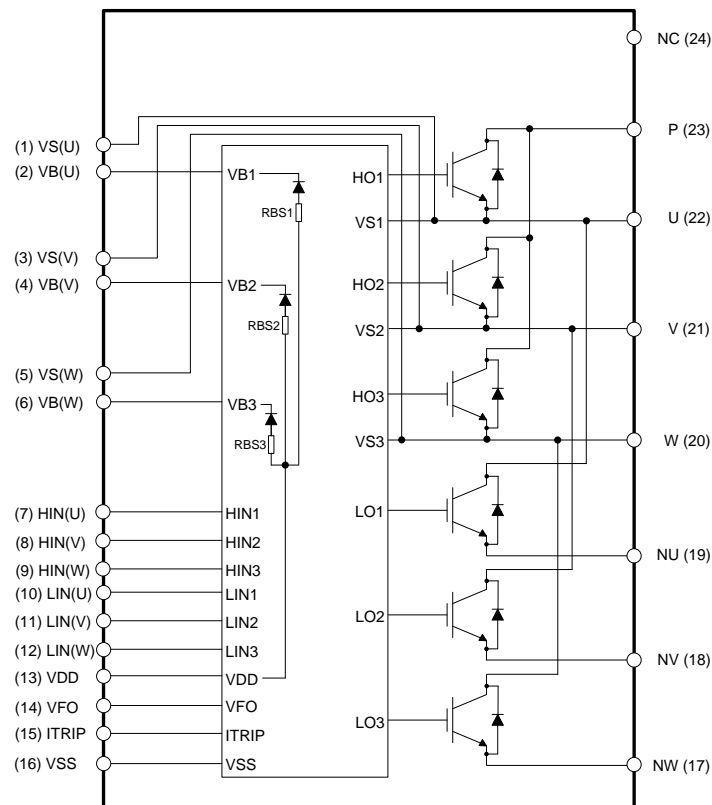 NC (24)
(1) VS(U)
(2) VB(U)
(3) VS(V)
(4) VB(V)
(5) VS(W)
(6) VB(W)
(7) HIN(U)
(8) HIN(V)
(9) HIN(W)
(10) LIN(U)
(11) LIN(V)
(12) LIN(W)
(13) VDD
(14) VFO
(15) ITRIP
(16) VSS
VB1
RBS1
VB2
RBS2
VB3
RBS3
HIN1
HIN2
HIN3
LIN1
LIN2
LIN3
VDD
VFO
ITRIP
VSS
HO1
VS1
HO2
VS2
HO3
VS3
LO1
LO2
LO3
P (23)
U (22)
V (21)
W (20)
NU (19)
NV (18)
NW (17)